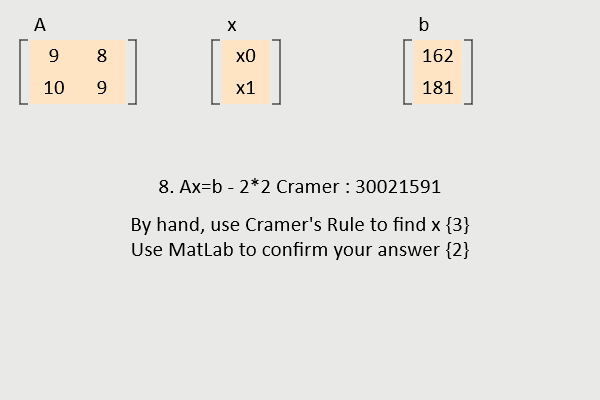 A x b
9 8 x0 162
10 9 x1 181
8. Ax=b - 2*2 Cramer : 30021591
By hand, use Cramer's Rule to find x {3}
Use MatLab to confirm your answer {2}